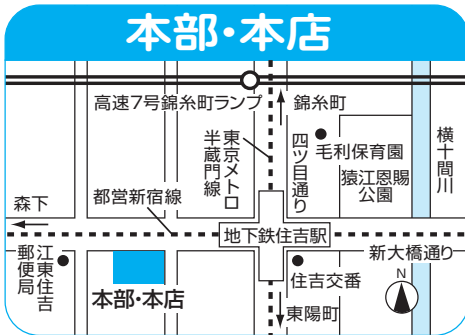 本部・本店
高速7号錦糸町ランプ
錦糸町
東京メトロ
半蔵門線
四ツ目通り
毛利保育園
猿江恩賜
公園
横十間川
森下
都営新宿線
地下鉄住吉駅
新大橋通り
江東住吉
郵便局
本部・本店
住吉交番
東陽町
N